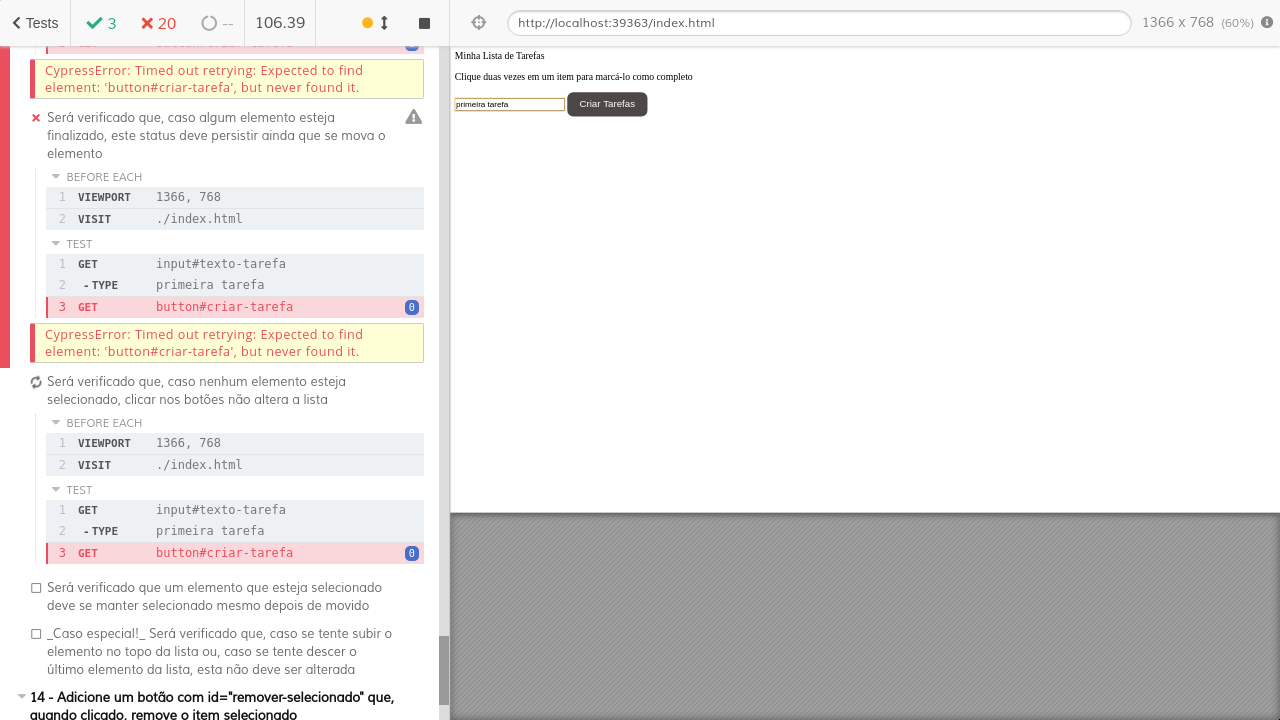 Tests
3
20
--
106.39
http://localhost:39363/index.html
1366 x 768 (60%)
CypressError: Timed out retrying: Expected to find
element: 'button#criar-tarefa', but never found it.
Será verificado que, caso algum elemento esteja
finalizado, este status deve persistir ainda que se mova o
elemento
BEFORE EACH
1 VIEWPORT 1366, 768
2 VISIT ./index.html
TEST
1 GET input#texto-tarefa
2 -TYPE primeira tarefa
3 GET button#criar-tarefa 0
CypressError: Timed out retrying: Expected to find
element: 'button#criar-tarefa', but never found it.
Será verificado que, caso nenhum elemento esteja
selecionado, clicar nos botões não altera a lista
BEFORE EACH
1 VIEWPORT 1366, 768
2 VISIT ./index.html
TEST
1 GET input#texto-tarefa
2 -TYPE primeira tarefa
3 GET button#criar-tarefa 0
Será verificado que um elemento que esteja selecionado
deve se manter selecionado mesmo depois de movido
_Caso especial!_ Será verificado que, caso se tente subir o
elemento no topo da lista ou, caso se tente descer o
último elemento da lista, esta não deve ser alterada
14 - Adicione um botão com id="remover-selecionado" que,
quando clicado, remove o item selecionado
Minha Lista de Tarefas
Clique duas vezes em um item para marcá-lo como completo
primeira tarefa
Criar Tarefas